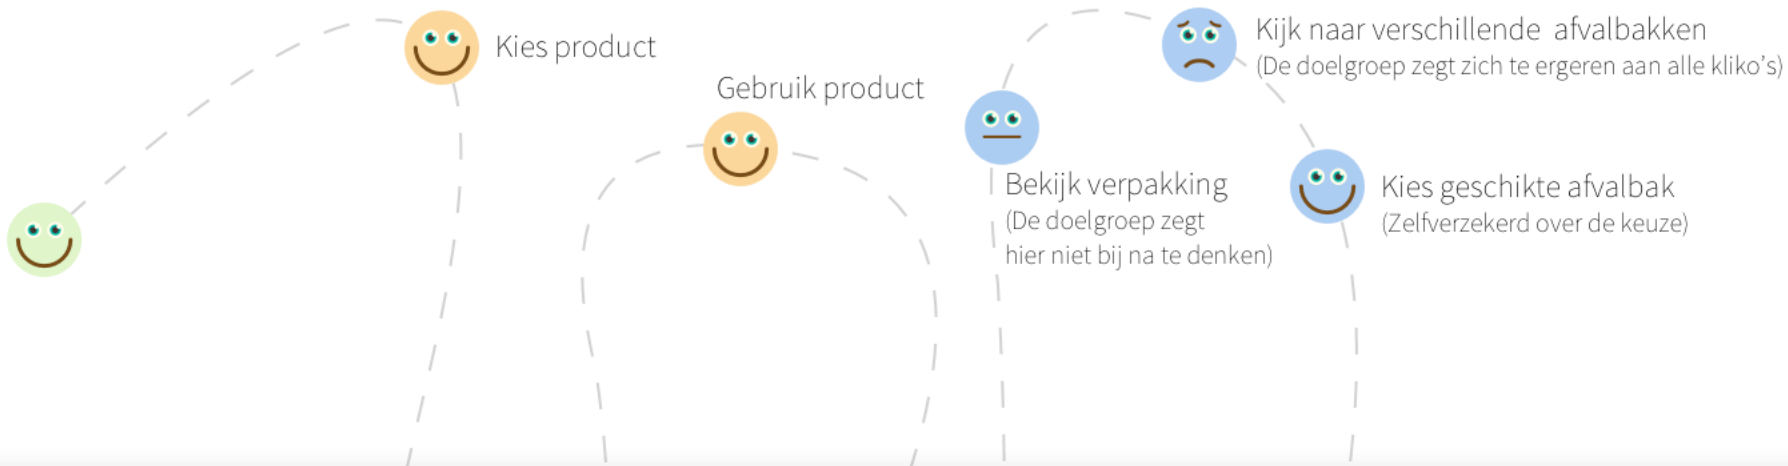 Kies product
Gebruik product
Bekijk verpakking
(De doelgroep zegt
hier niet bij na te denken)
Kijk naar verschillende afvalbakken
(De doelgroep zegt zich te ergeren aan alle kliko's)
Kies geschikte afvalbak
(Zelfverzekerd over de keuze)